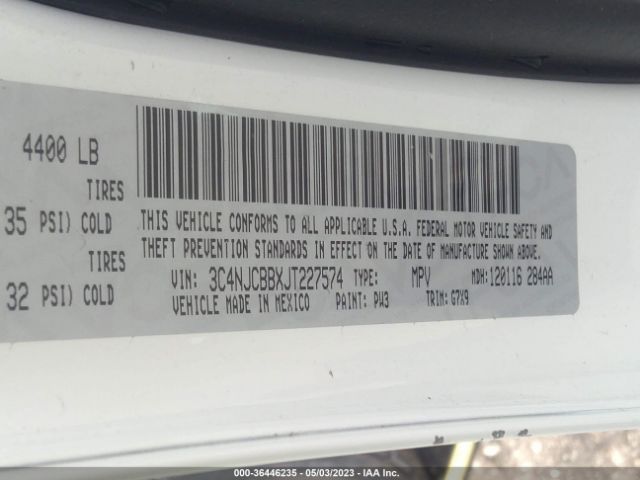 4400 LB
TIRES
35 PSI) COLD
TIRES
32 PSI) COLD
THIS VEHICLE CONFORMS TO ALL APPLICABLE U.S.A. FEDERAL MOTOR VEHICLE SAFETY AND
THEFT PREVENTION STANDARDS IN EFFECT ON THE DATE OF MANUFACTURE SHOWN ABOVE.
VIN: 3C4NJCBBXJT227574 TYPE: MPV MDH: 120116 284AA
VEHICLE MADE IN MEXICO PAINT: PW3 TRIM: G7X9
000-36446235 - 05/03/2023 - IAA Inc.